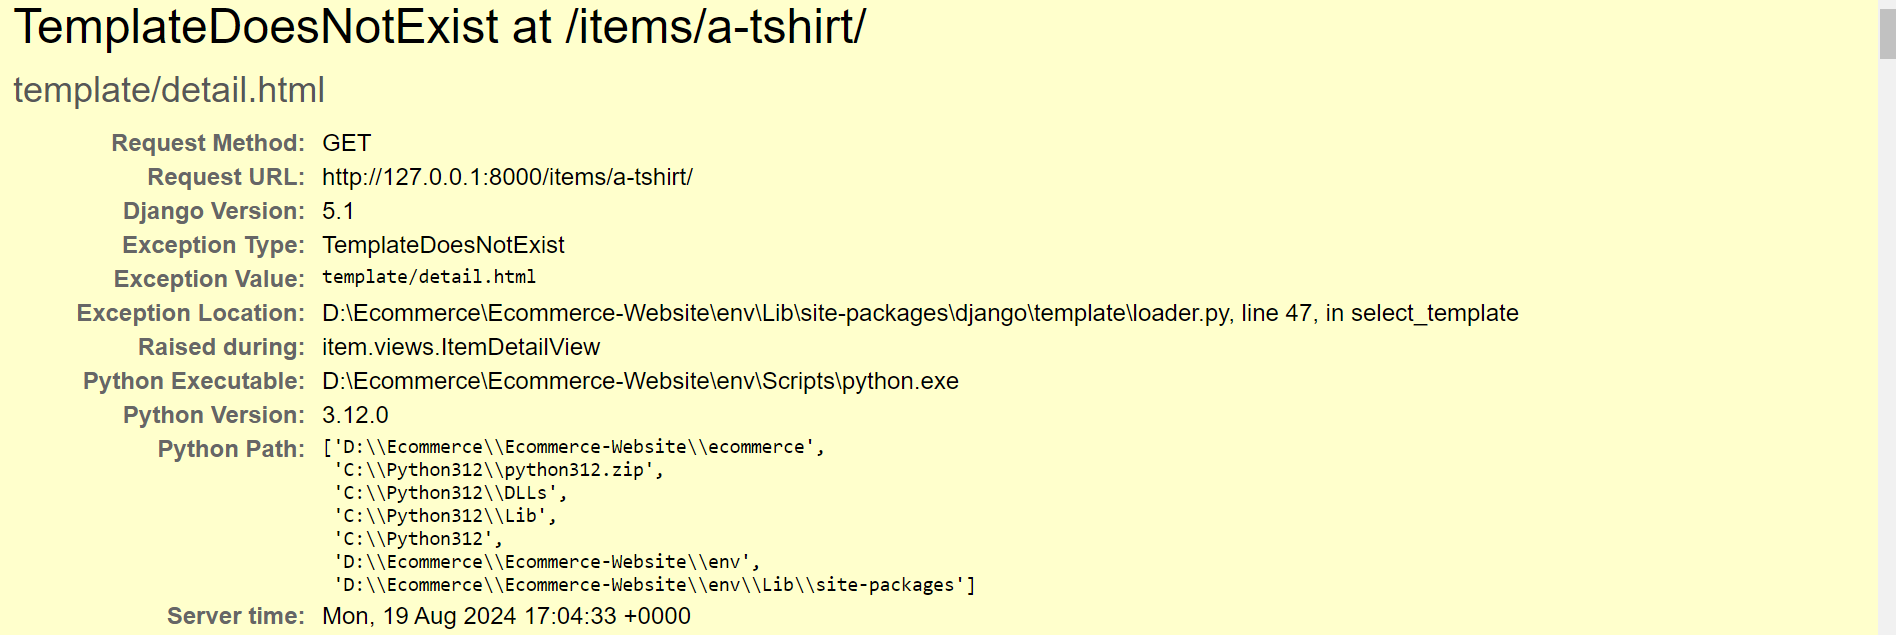 TemplateDoesNotExist at /items/a-tshirt/
template/detail.html
Request Method: GET
Request URL: http://127.0.0.1:8000/items/a-tshirt/
Django Version: 5.1
Exception Type: TemplateDoesNotExist
Exception Value: template/detail.html
Exception Location: D:\Ecommerce\Ecommerce-Website\env\Lib\site-packages\django\template\loader.py, line 47, in select_template
Raised during: item.views.ItemDetailView
Python Executable: D:\Ecommerce\Ecommerce-Website\env\Scripts\python.exe
Python Version: 3.12.0
Python Path: ['D:\\Ecommerce\\Ecommerce-Website\\ecommerce',
'C:\\Python312\\python312.zip',
'C:\\Python312\\DLLs',
'C:\\Python312\\Lib',
'C:\\Python312',
'D:\\Ecommerce\\Ecommerce-Website\\env',
'D:\\Ecommerce\\Ecommerce-Website\\env\\Lib\\site-packages']
Server time: Mon, 19 Aug 2024 17:04:33 +0000